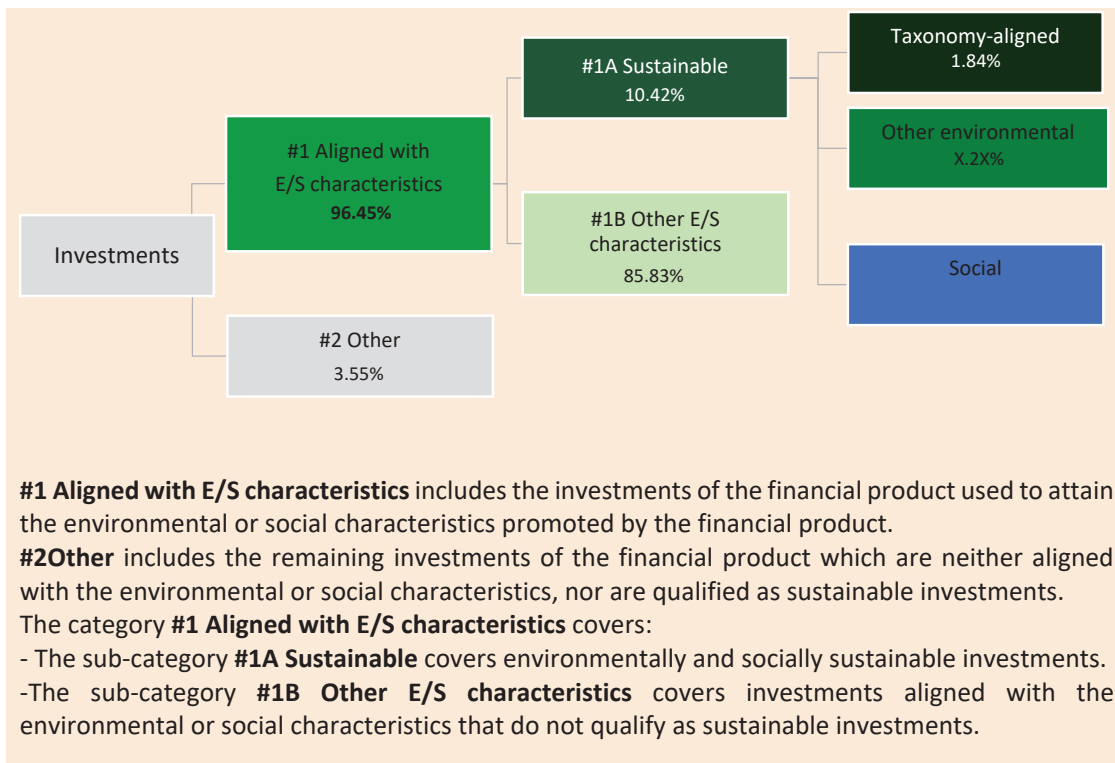 Investments
#1 Aligned with
E/S characteristics
96.45%
#2 Other
3.55%
#1A Sustainable
10.42%
#1B Other E/S
characteristics
85.83%
Taxonomy-aligned
1.84%
Other environmental
X.2X%
Social
#1 Aligned with E/S characteristics includes the investments of the financial product used to attain
the environmental or social characteristics promoted by the financial product.
#2Other includes the remaining investments of the financial product which are neither aligned
with the environmental or social characteristics, nor are qualified as sustainable investments.
The category #1 Aligned with E/S characteristics covers:
- The sub-category #1A Sustainable covers environmentally and socially sustainable investments.
-The sub-category #1B Other E/S characteristics covers investments aligned with the
environmental or social characteristics that do not qualify as sustainable investments.